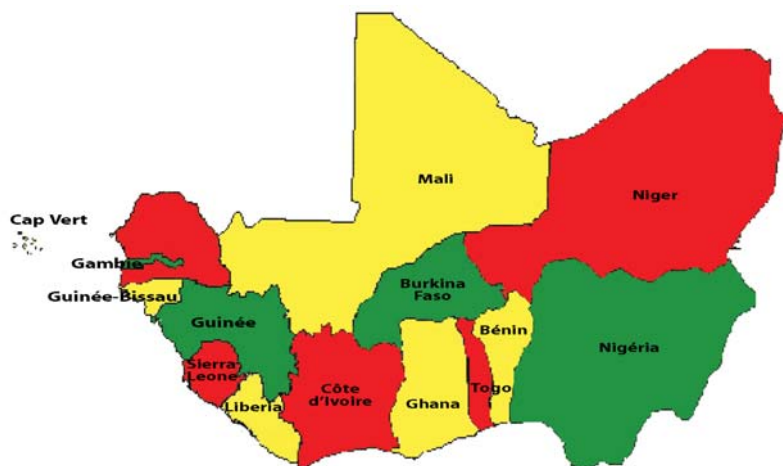 Mali
Niger
Cap Vert
Gambie
Burkina
Faso
Guinée-Bissau
Guinée
Bénin
Nigéria
Sierra-
Leone
Côte
d'Ivoire
Togo
Ghana
Liberia